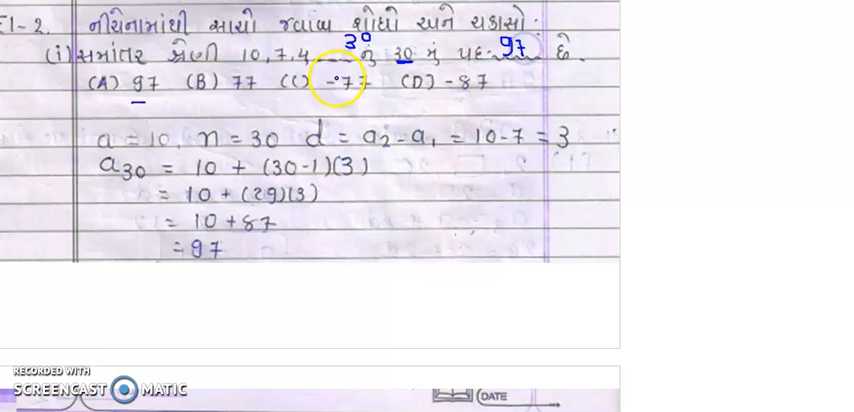 1-2. નીચેનામાંથી સાચો જવાબ શોધી અને ચકાસો:
(i) સમાંતર શ્રેણી 10, 7, 4 ___ નું 30 મું પદ 97 છે.
30
(A) 97 (B) 77 (C) -77 (D) -87
a = 10, n = 30 d = a₂-a₁ = 10-7 = 3
a₃₀ = 10 + (30-1)(3)
= 10 + (29)(3)
= 10+87
= 97
RECORDED WITH
SCREENCAST MATIC
DATE